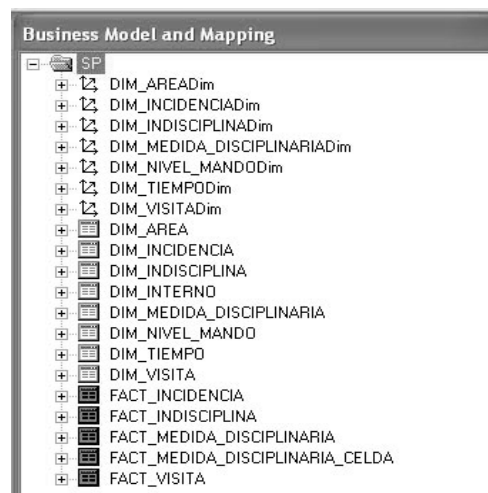 Business Model and Mapping
SP
DIM_AREADim
DIM_INCIDENCIADim
DIM_INDISCIPLINADim
DIM_MEDIDA_DISCIPLINARIADim
DIM_NIVEL_MANDODim
DIM_TIEMPODim
DIM_VISITADim
DIM_AREA
DIM_INCIDENCIA
DIM_INDISCIPLINA
DIM_INTERNO
DIM_MEDIDA_DISCIPLINARIA
DIM_NIVEL_MANDO
DIM_TIEMPO
DIM_VISITA
FACT_INCIDENCIA
FACT_INDISCIPLINA
FACT_MEDIDA_DISCIPLINARIA
FACT_MEDIDA_DISCIPLINARIA_CELDA
FACT_VISITA